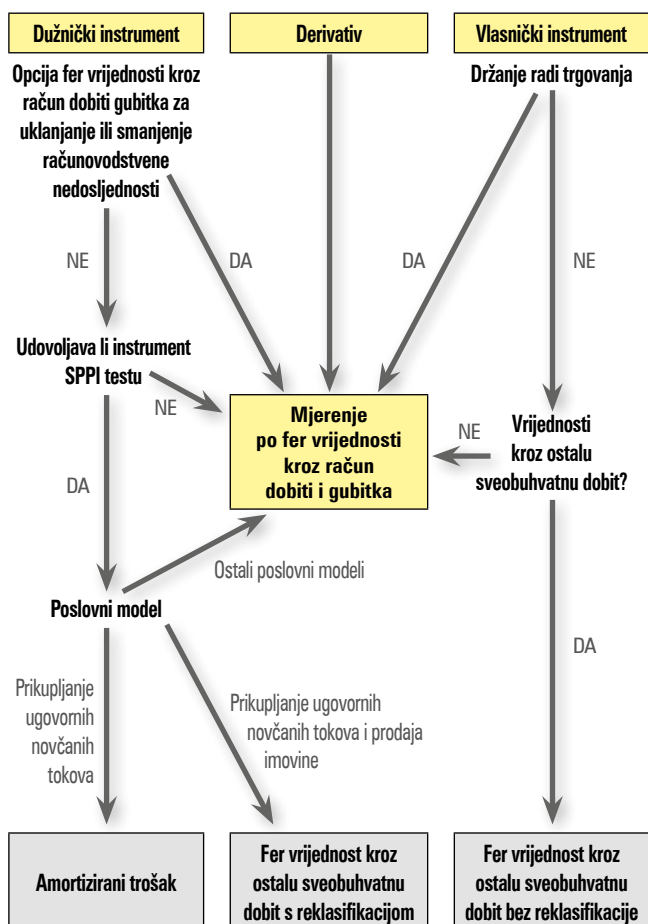 Dužnički instrument
Derivativ
Vlasnički instrument
Opcija fer vrijednosti kroz
račun dobiti gubitka za
uklanjanje ili smanjenje
računovodstvene
nedosljednosti
Držanje radi trgovanja
NE
DA
DA
NE
Udovoljava li instrument
SPPI testu
NE
Mjerenje
po fer vrijednosti
kroz račun
dobiti i gubitka
NE
Vrijednosti
kroz ostalu
sveobuhvatnu dobit?
DA
Ostali poslovni modeli
Poslovni model
DA
Prikupljanje
ugovornih
novčanih
tokova
Prikupljanje ugovornih
novčanih tokova i prodaja
imovine
Amortizirani trošak
Fer vrijednost kroz
ostalu sveobuhvatnu
dobit s reklasifikacijom
Fer vrijednost kroz
ostalu sveobuhvatnu
dobit bez reklasifikacije